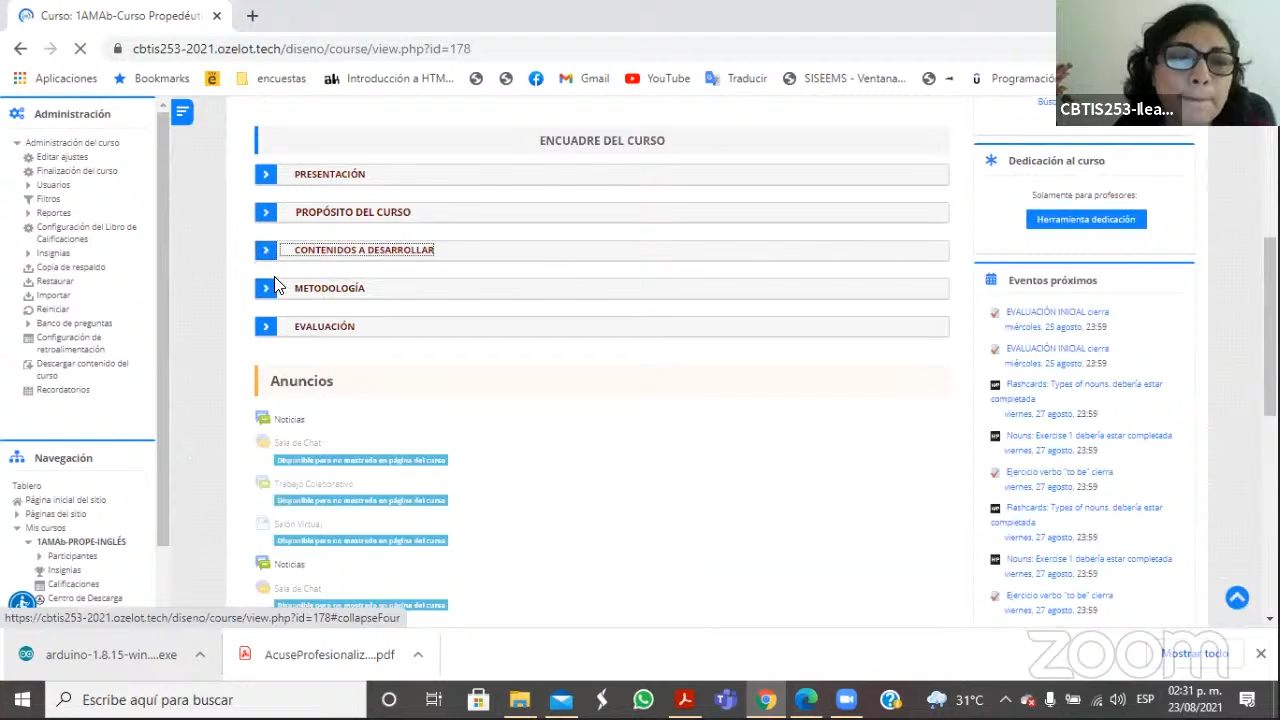 Curso: 1AMAb-Curso Propedéut
cbtis253-2021.ozelot.tech/diseno/course/view.php?id=178
Aplicaciones
Bookmarks
encuestas
Introducción a HTM...
Facebook
Gmail
YouTube
Traducir
SISEEMS - Ventana...
Programació
CBTIS253-Ilea...
Administración
Administración del curso
Editar ajustes
Finalización del curso
Usuarios
Filtros
Reportes
Configuración del Libro de
Calificaciones
Insignias
Copia de respaldo
Restaurar
Importar
Reiniciar
Banco de preguntas
Configuración de
retroalimentación
Descargar contenido del
curso
Recordatorios
Navegación
Tablero
Página inicial del sitio
Páginas del sitio
Mis cursos
1AMAb-PROPE-INGLÉS
Participantes
Insignias
Calificaciones
Centro de Descarga
ENCUADRE DEL CURSO
PRESENTACIÓN
PROPÓSITO DEL CURSO
CONTENIDOS A DESARROLLAR
METODOLOGÍA
EVALUACIÓN
Anuncios
Noticias
Sala de Chat
Disponible pero no mostrado en página del curso
Trabajo Colaborativo
Disponible pero no mostrado en página del curso
Salón Virtual
Disponible pero no mostrado en página del curso
Noticias
Sala de Chat
Disponible pero no mostrado en página del curso
Dedicación al curso
Solamente para profesores:
Herramienta dedicación
Eventos próximos
EVALUACIÓN INICIAL cierra
miércoles, 25 agosto, 23:59
EVALUACIÓN INICIAL cierra
miércoles, 25 agosto, 23:59
Flashcards: Types of nouns. debería estar
completada
viernes, 27 agosto, 23:59
Nouns: Exercise 1 debería estar completada
viernes, 27 agosto, 23:59
Ejercicio verbo "to be" cierra
viernes, 27 agosto, 23:59
Flashcards: Types of nouns. debería estar
completada
viernes, 27 agosto, 23:59
Nouns: Exercise 1 debería estar completada
viernes, 27 agosto, 23:59
Ejercicio verbo "to be" cierra
viernes, 27 agosto, 23:59
https://cbtis253-2021.ozelot.tech/diseno/course/view.php?id=178#collapseFour
arduino-1.8.15-win....exe
AcuseProfesionaliz....pdf
Mostrar todo
zoom
Escribe aquí para buscar
31°C
ESP
02:31 p. m.
23/08/2021